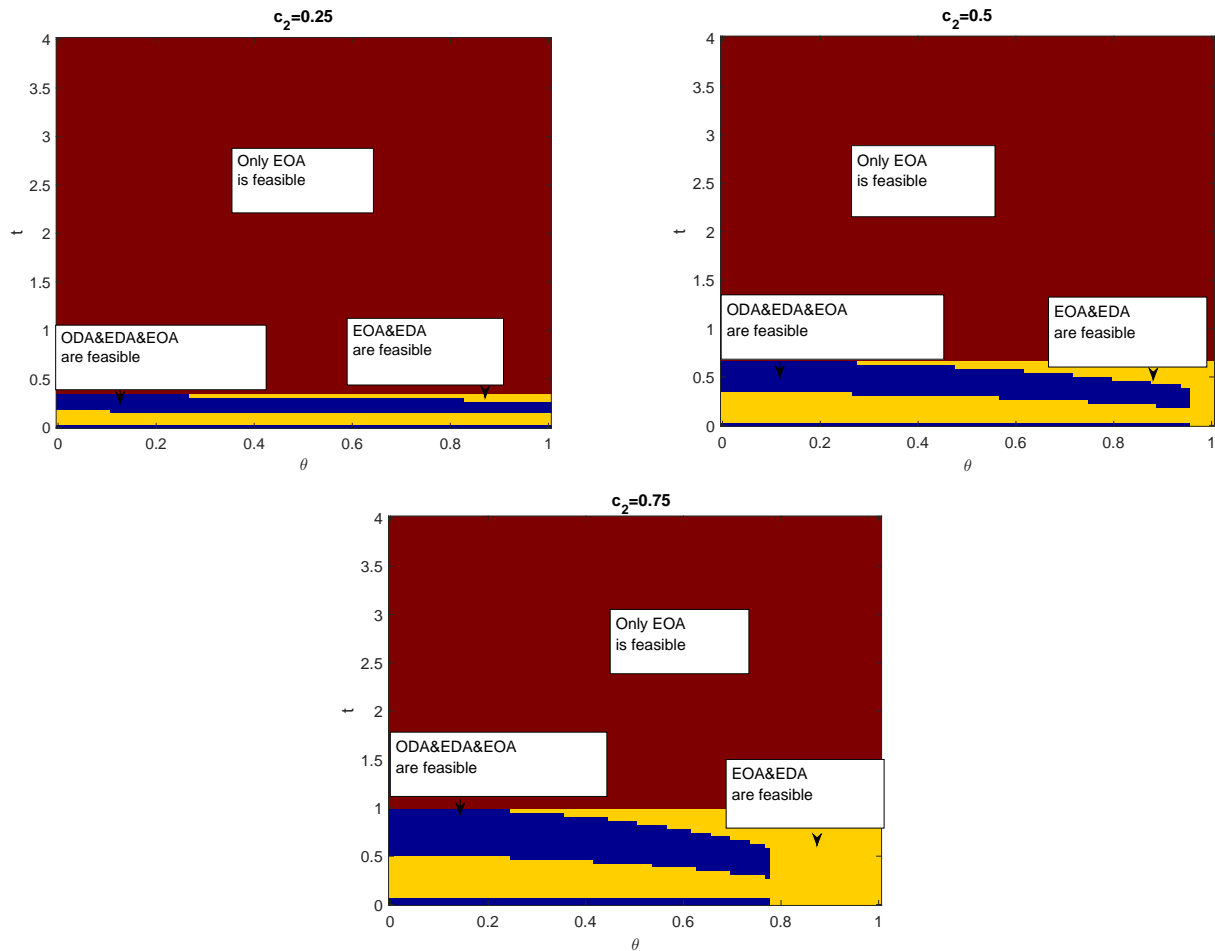 c2=0.25
4
3.5
3
2.5
2
1.5
1
0.5
0
t
Only EOA
is feasible
ODA&EDA&EOA
are feasible
EOA&EDA
are feasible
0 0.2 0.4 0.6 0.8 1
θ
c2=0.5
4
3.5
3
2.5
2
1.5
1
0.5
0
t
Only EOA
is feasible
ODA&EDA&EOA
are feasible
EOA&EDA
are feasible
0 0.2 0.4 0.6 0.8 1
θ
c2=0.75
4
3.5
3
2.5
2
1.5
1
0.5
0
t
Only EOA
is feasible
ODA&EDA&EOA
are feasible
EOA&EDA
are feasible
0 0.2 0.4 0.6 0.8 1
θ